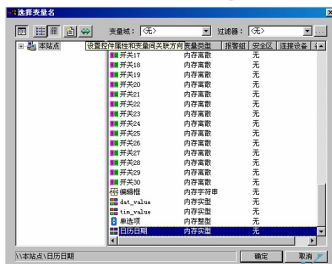 选择变量名
变量域： <无> 过滤器： <无>
本站点
设置控件属性和变量间关联方向 变量类型 报警组 安全区 连接设备
开关17 内存离散 无
开关18 内存离散 无
开关19 内存离散 无
开关20 内存离散 无
开关21 内存离散 无
开关22 内存离散 无
开关23 内存离散 无
开关24 内存离散 无
开关25 内存离散 无
开关26 内存离散 无
开关27 内存离散 无
开关28 内存离散 无
开关29 内存离散 无
开关30 内存离散 无
编辑框 内存字符串 无
dat_value 内存实型 无
tim_value 内存实型 无
单选项 内存整型 无
日历日期 内存实型 无
\\本站点\日历日期 确定 取消